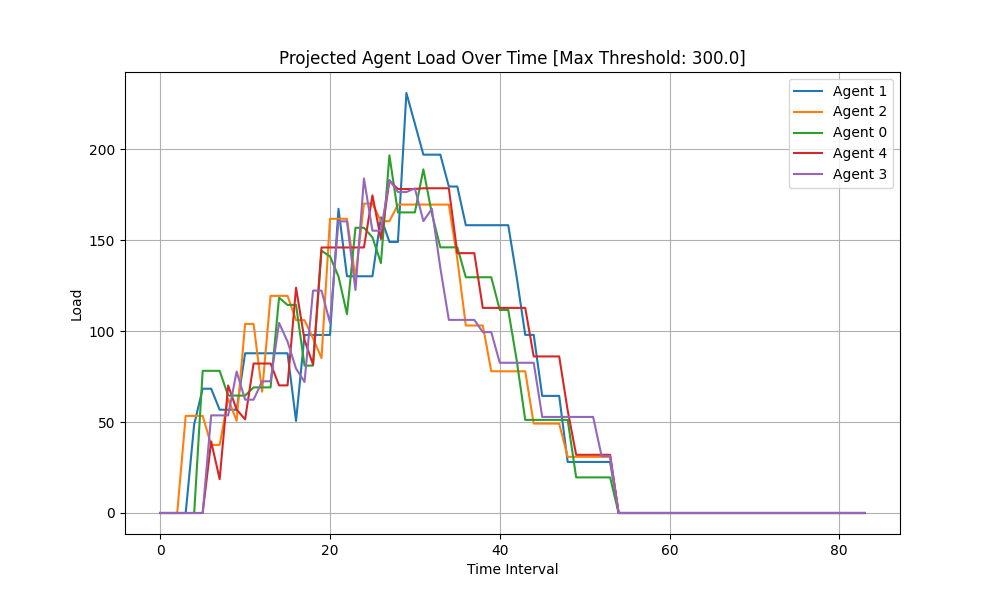 Projected Agent Load Over Time [Max Threshold: 300.0]
Agent 1
Agent 2
Agent 0
Agent 4
Agent 3
Load
200
150
100
50
0
0 20 40 60 80
Time Interval